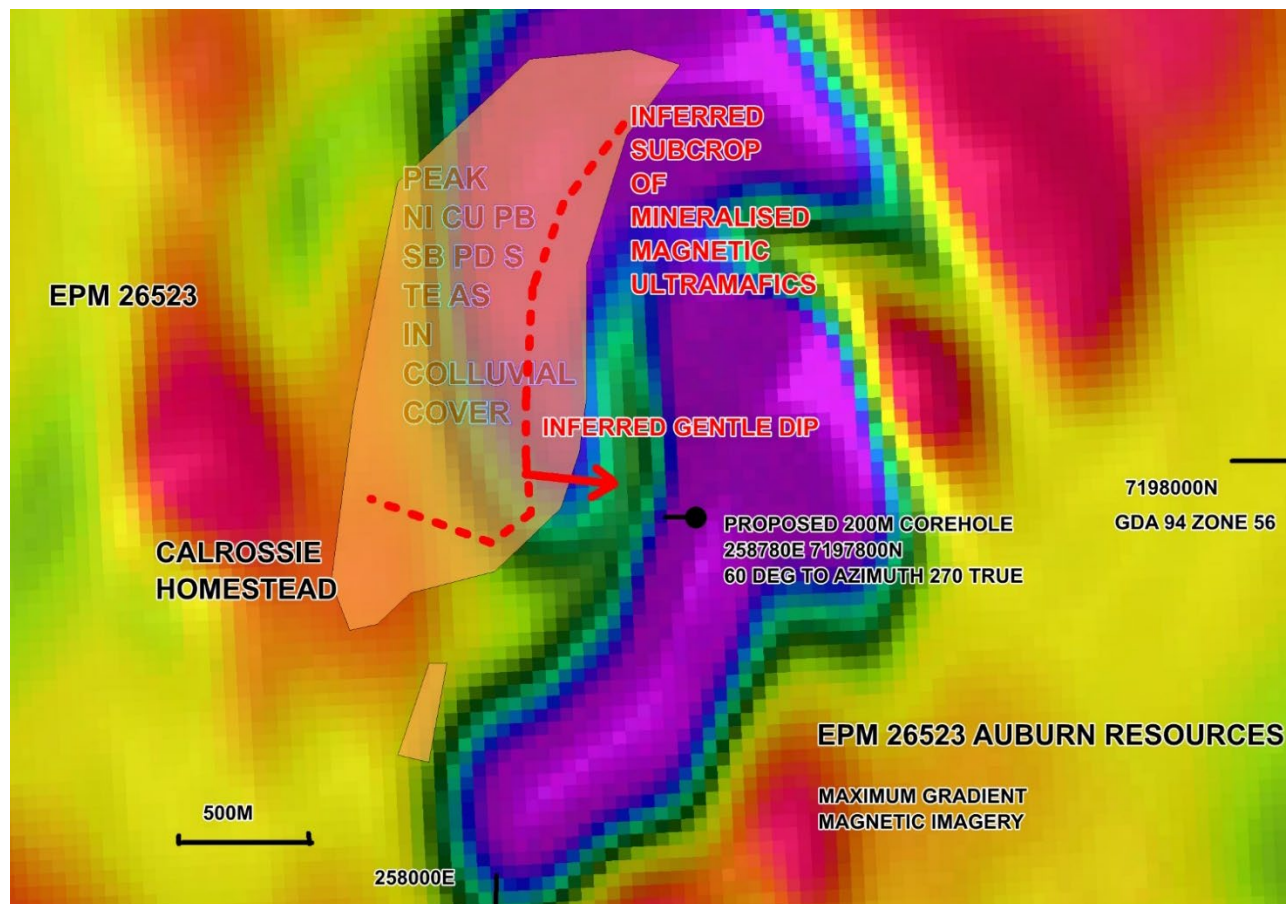 INFERRED
SUBCROP
OF
MINERALISED
MAGNETIC
ULTRAMAFICS
PEAK
NI CU PB
SB PD S
TE AS
IN
COLLUVIAL
COVER
EPM 26523
INFERRED GENTLE DIP
7198000N
GDA 94 ZONE 56
PROPOSED 200M COREHOLE
258780E 7197800N
60 DEG TO AZIMUTH 270 TRUE
CALROSSIE
HOMESTEAD
EPM 26523 AUBURN RESOURCES
MAXIMUM GRADIENT
MAGNETIC IMAGERY
500M
258000E